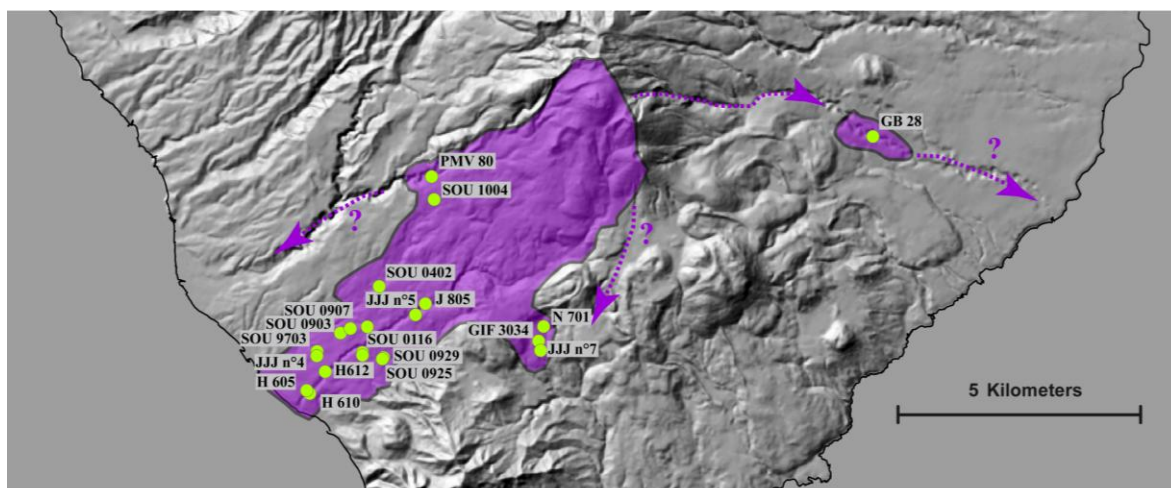 GB 28
?
PMV 80
SOU 1004
?
?
SOU 0402
JJJ n°5
J 805
SOU 0907
N 701
SOU 0903
GIF 3034
SOU 9703
SOU 0116
JJJ n°7
JJJ n°4
H612
SOU 0929
SOU 0925
H 605
H 610
5 Kilometers